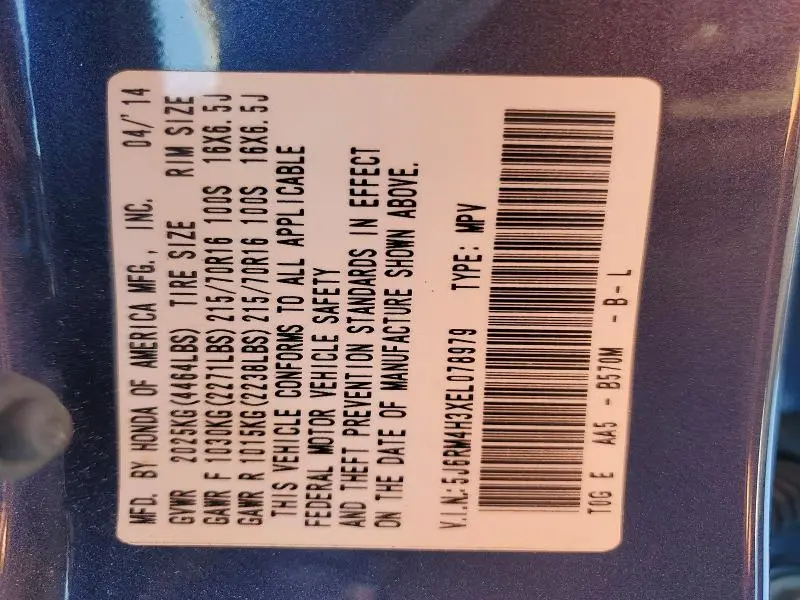 MFD. BY HONDA OF AMERICA MFG., INC. 04/'14
GVWR 2025KG(4464LBS) TIRE SIZE RIM SIZE
GAWR F 1030KG(2271LBS) 215/70R16 100S 16X6.5J
GAWR R 1015KG(2238LBS) 215/70R16 100S 16X6.5J
THIS VEHICLE CONFORMS TO ALL APPLICABLE
FEDERAL MOTOR VEHICLE SAFETY
AND THEFT PREVENTION STANDARDS IN EFFECT
ON THE DATE OF MANUFACTURE SHOWN ABOVE.
V.I.N.: 5J6RM4H3XEL078979 TYPE: MPV
T0G E AA5 - B570M - B - L